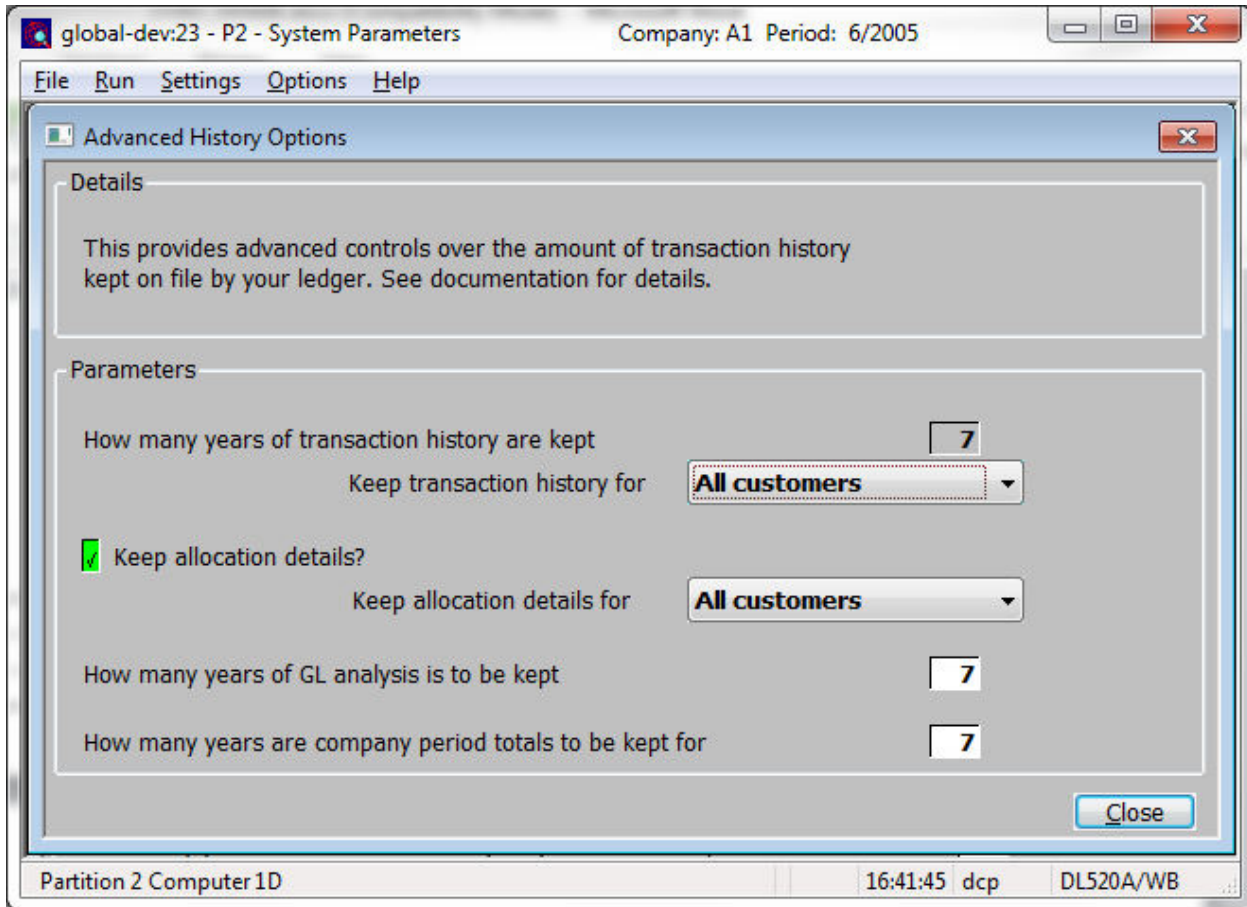 global-dev:23 - P2 - System Parameters Company: A1 Period: 6/2005
File Run Settings Options Help
Advanced History Options
Details
This provides advanced controls over the amount of transaction history
kept on file by your ledger. See documentation for details.
Parameters
How many years of transaction history are kept 7
Keep transaction history for All customers
Keep allocation details?
Keep allocation details for All customers
How many years of GL analysis is to be kept 7
How many years are company period totals to be kept for 7
Close
Partition 2 Computer 1D 16:41:45 dcp DL520A/WB